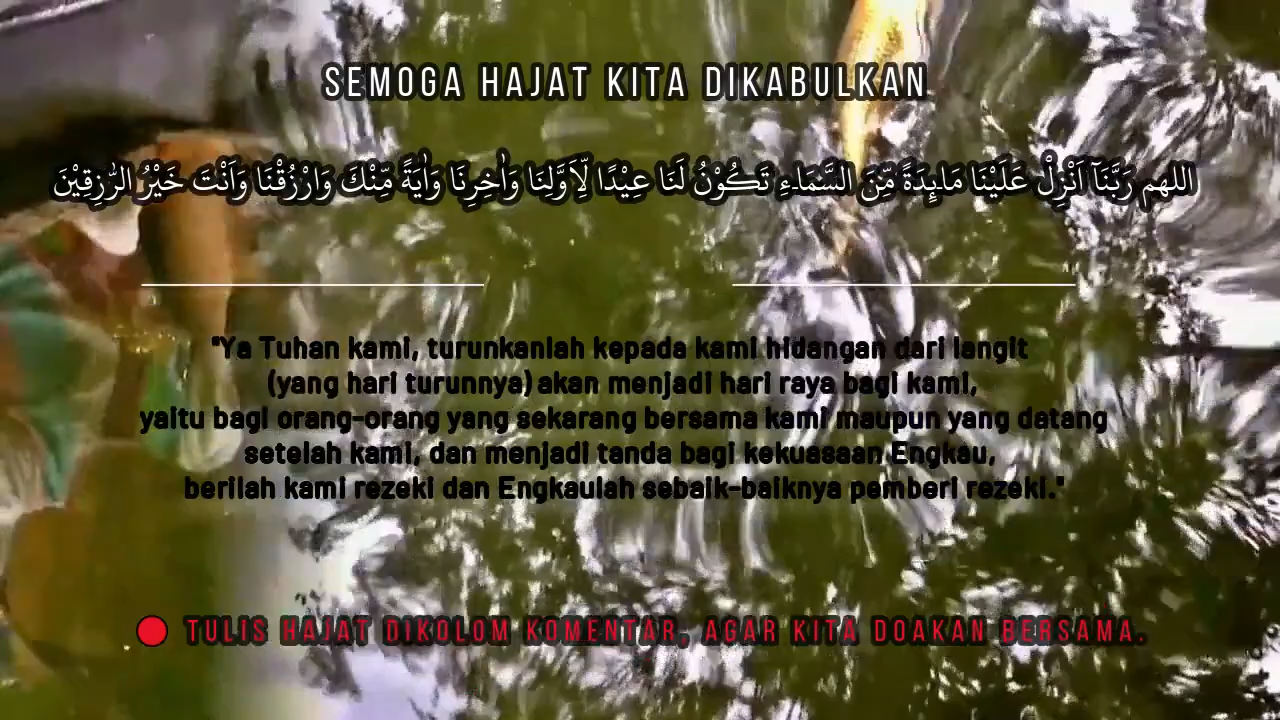 SEMOGA HAJAT KITA DIKABULKAN
اللهم رَبَّنَآ اَنْزِلْ عَلَيْنَا مَاۤىِٕدَةً مِّنَ السَّمَاۤءِ تَكُوْنُ لَنَا عِيْدًا لِّاَوَّلِنَا وَاٰخِرِنَا وَاٰيَةً مِّنْكَ وَارْزُقْنَا وَاَنْتَ خَيْرُ الرّٰزِقِيْنَ
"Ya Tuhan kami, turunkanlah kepada kami hidangan dari langit
(yang hari turunnya) akan menjadi hari raya bagi kami,
yaitu bagi orang-orang yang sekarang bersama kami maupun yang datang
setelah kami, dan menjadi tanda bagi kekuasaan Engkau,
berilah kami rezeki dan Engkaulah sebaik-baiknya pemberi rezeki."
TULIS HAJAT DIKOLOM KOMENTAR, AGAR KITA DOAKAN BERSAMA.